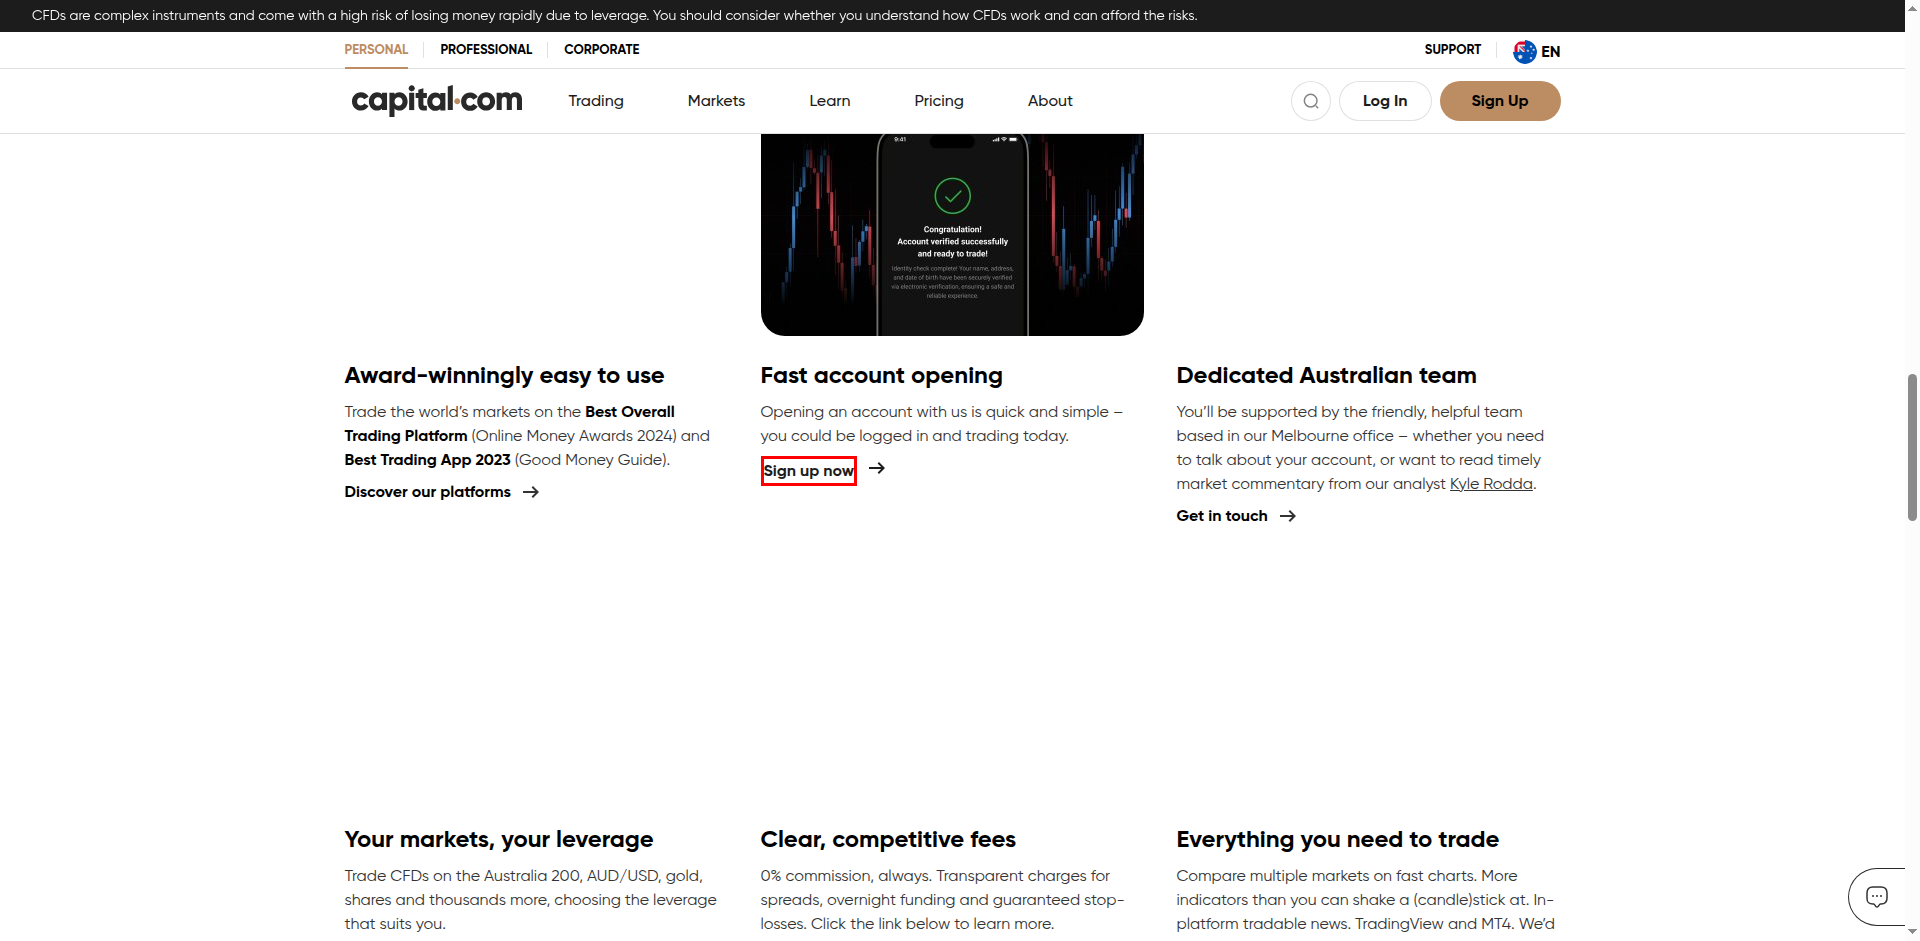 CFDs are complex instruments and come with a high risk of losing money rapidly due to leverage. You should consider whether you understand how CFDs work and can afford the risks.
PERSONAL
PROFESSIONAL
CORPORATE
SUPPORT
EN
capital.com
Trading
Markets
Learn
Pricing
About
Log In
Sign Up
9:41
Congratulation!
Account verified successfully
and ready to trade!
Identity check complete! Your name, address,
and date of birth have been securely verified
via electronic verification, ensuring a safe and
reliable experience.
Award-winningly easy to use
Trade the world's markets on the Best Overall
Trading Platform (Online Money Awards 2024) and
Best Trading App 2023 (Good Money Guide).
Discover our platforms
Fast account opening
Opening an account with us is quick and simple –
you could be logged in and trading today.
Sign up now
Dedicated Australian team
You'll be supported by the friendly, helpful team
based in our Melbourne office – whether you need
to talk about your account, or want to read timely
market commentary from our analyst Kyle Rodda.
Get in touch
Your markets, your leverage
Trade CFDs on the Australia 200, AUD/USD, gold,
shares and thousands more, choosing the leverage
that suits you.
Clear, competitive fees
0% commission, always. Transparent charges for
spreads, overnight funding and guaranteed stop-
losses. Click the link below to learn more.
Everything you need to trade
Compare multiple markets on fast charts. More
indicators than you can shake a (candle)stick at. In-
platform tradable news. TradingView and MT4. We'd